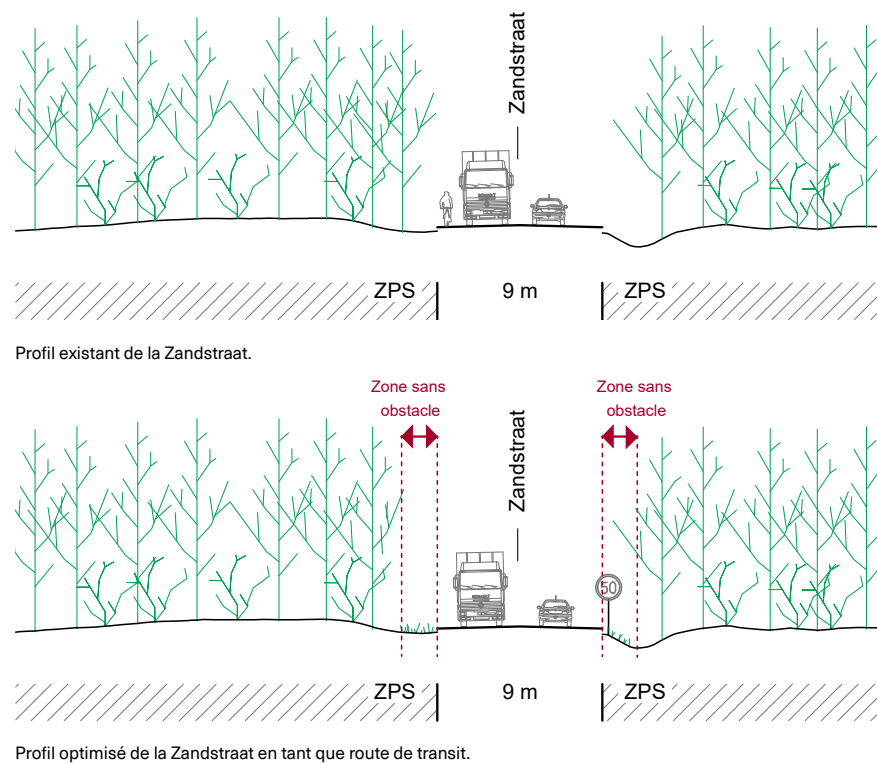 Zandstraat
ZPS
9 m
ZPS
Profil existant de la Zandstraat.
Zone sans
obstacle
Zone sans
obstacle
Zandstraat
50
ZPS
9 m
ZPS
Profil optimisé de la Zandstraat en tant que route de transit.